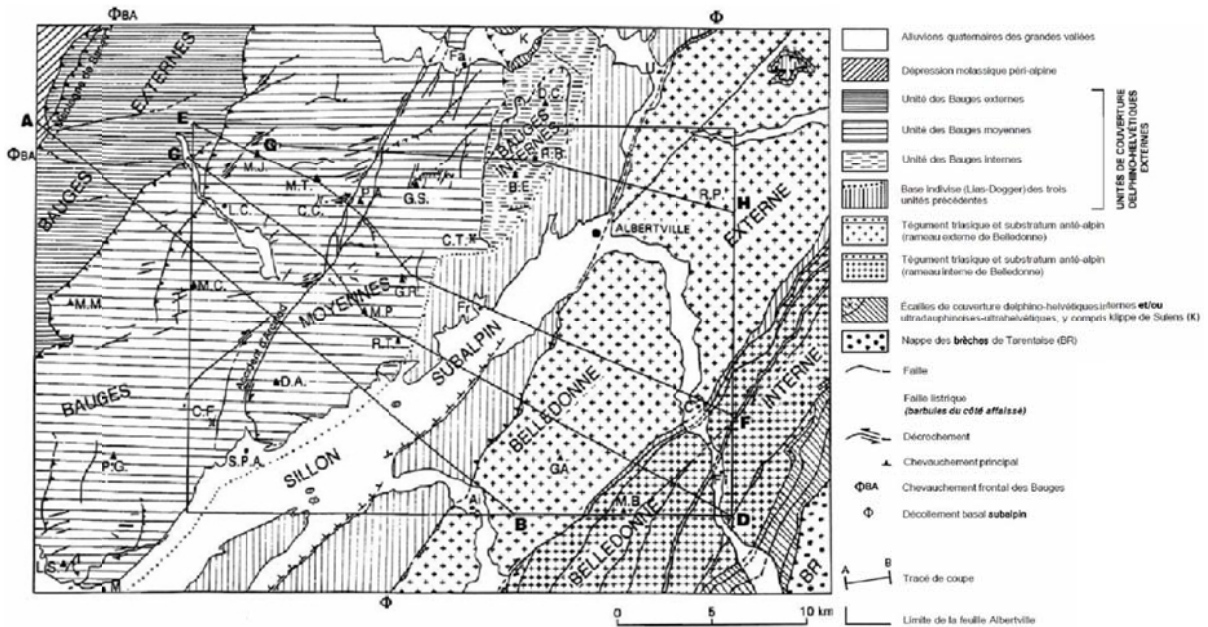 ΦBA
Φ
K
Fa
U
Montagne de Bange
EXTERNES
D.C.
A
E
ΦBA
C
G
M.J.
BAUGES
INTERNES
R.B.
M.T.
P.A.
G.S.
B.E.
R.P.
H
BAUGES
L.C.
C.C.
EXTERNE
ALBERTVILLE
C.T.
M.M.
M.C.
G.R.
MOYENNES
M.P.
Fr
R.T.
SUBALPIN
D.A.
BAUGES
C.F.
BELLEDONNE
INTERNE
F
S.P.A.
P.G.
SILLON
GA
M.B.
Ai
B
D
BELLEDONNE
L.S.
M
BR
Φ
0 5 10 km
Alluvions quaternaires des grandes vallées
Dépression molassique péri-alpine
Unité des Bauges externes
Unité des Bauges moyennes
Unité des Bauges internes
Base indivise (Lias-Dogger) des trois
unités précédentes
UNITÉS DE COUVERTURE
DELPHINO-HELVÉTIQUES
EXTERNES
Tégument triasique et substratum anté-alpin
(rameau externe de Belledonne)
Tégument triasique et substratum anté-alpin
(rameau interne de Belledonne)
Écailles de couverture delphino-helvétiques internes et/ou
ultradauphinoises-ultrahelvétiques, y compris klippe de Sulens (K)
Nappe des brèches de Tarentaise (BR)
Faille
Faille listrique
(barbules du côté affaissé)
Décrochement
Chevauchement principal
ΦBA Chevauchement frontal des Bauges
Φ Décollement basal subalpin
A B
Tracé de coupe
Limite de la feuille Albertville